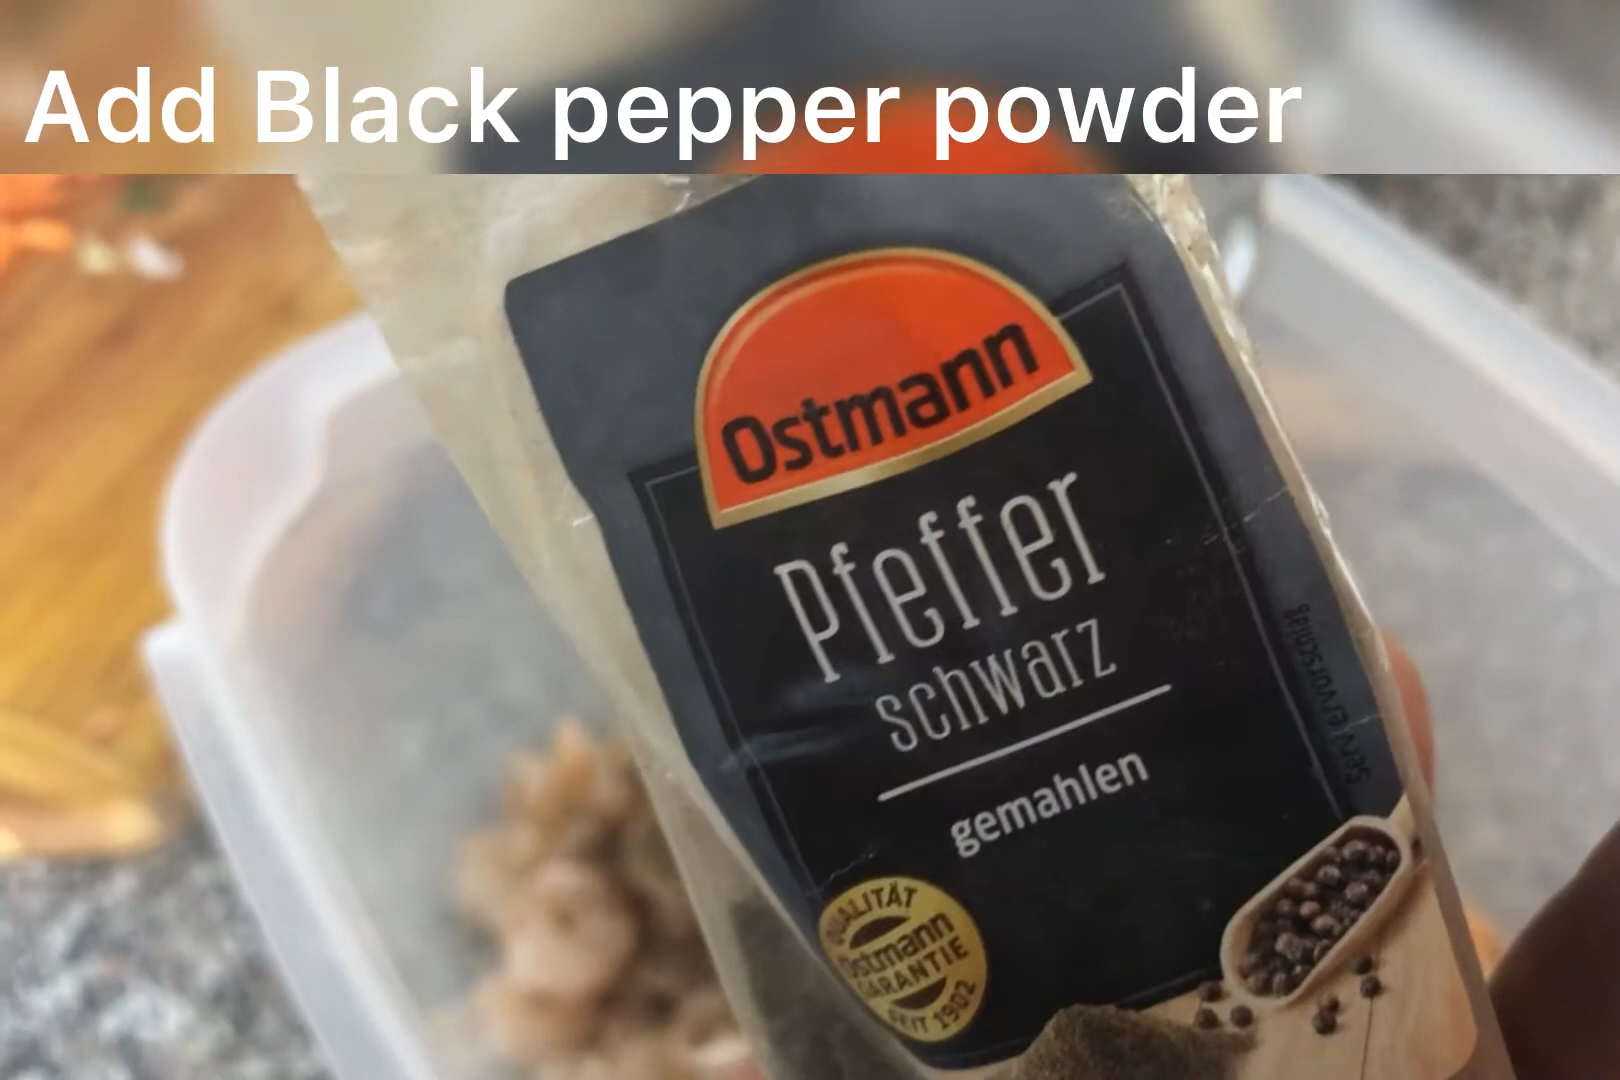 Add Black pepper powder
Ostmann
Pfeffer
schwarz
gemahlen
Serviervorschlag
QUALITÄT
Ostmann
GARANTIE
SEIT 1902